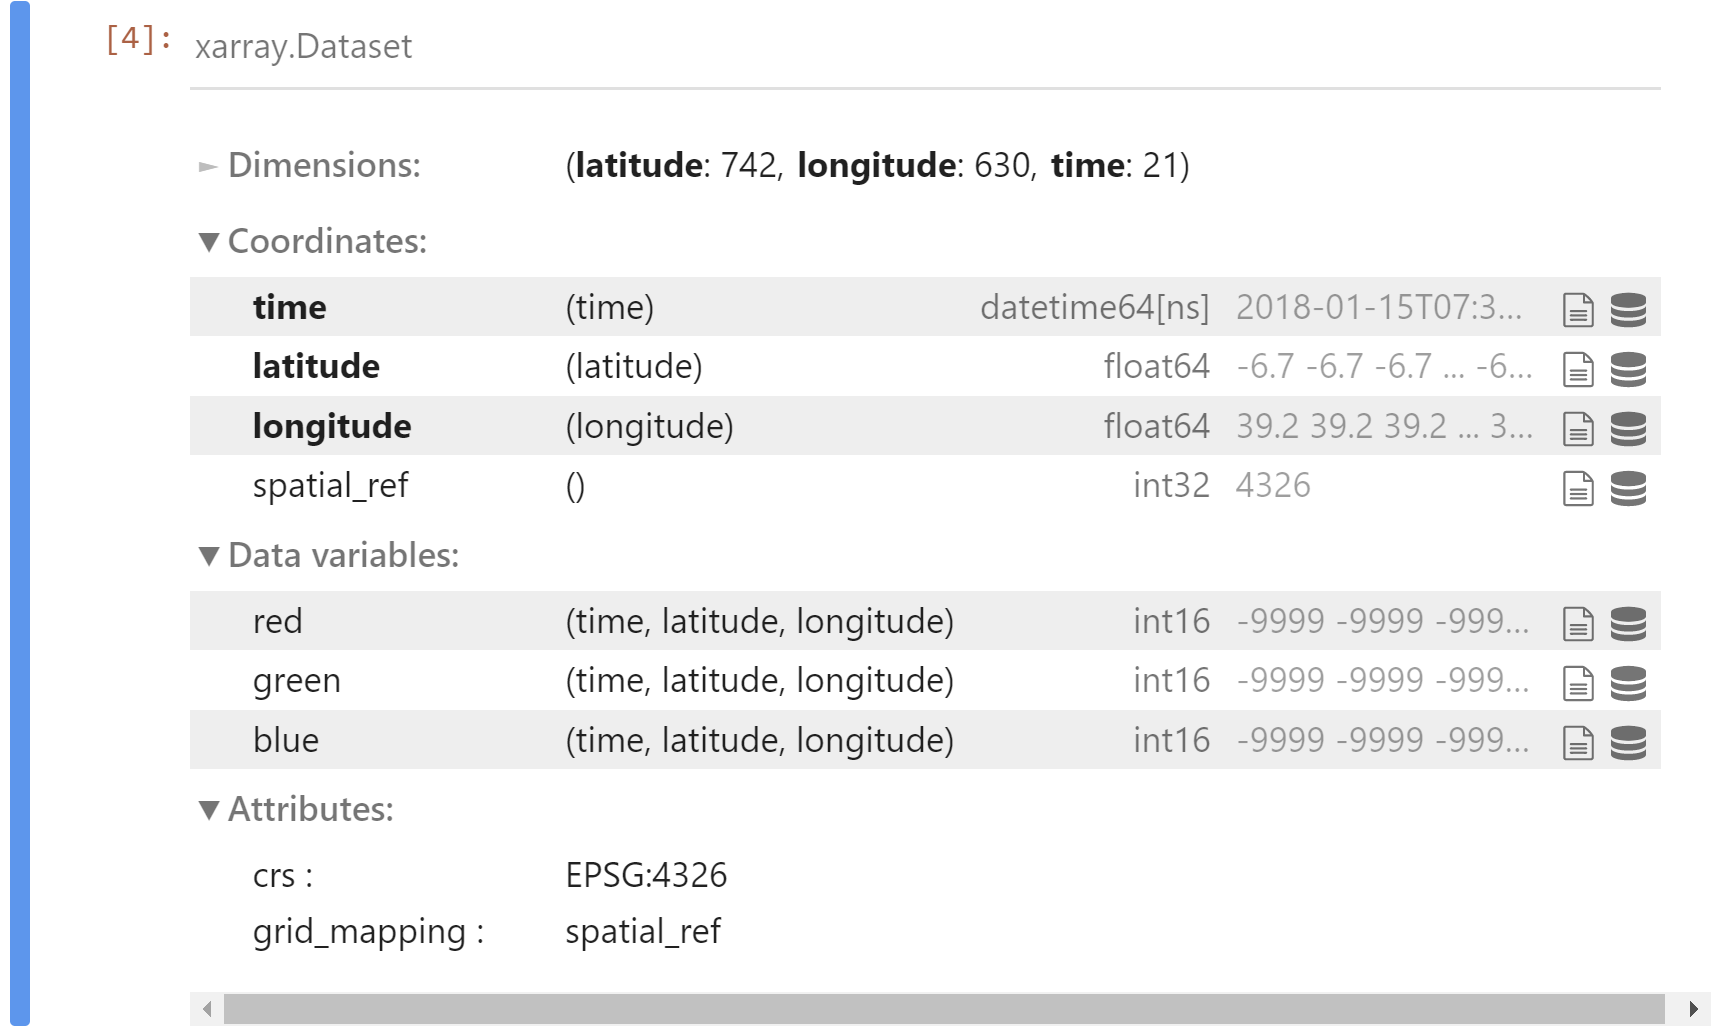 [4]: xarray.Dataset
► Dimensions: (latitude: 742, longitude: 630, time: 21)
▼ Coordinates:
time (time) datetime64[ns] 2018-01-15T07:3...
latitude (latitude) float64 -6.7 -6.7 -6.7 ... -6...
longitude (longitude) float64 39.2 39.2 39.2 ... 3...
spatial_ref () int32 4326
▼ Data variables:
red (time, latitude, longitude) int16 -9999 -9999 -999...
green (time, latitude, longitude) int16 -9999 -9999 -999...
blue (time, latitude, longitude) int16 -9999 -9999 -999...
▼ Attributes:
crs : EPSG:4326
grid_mapping : spatial_ref